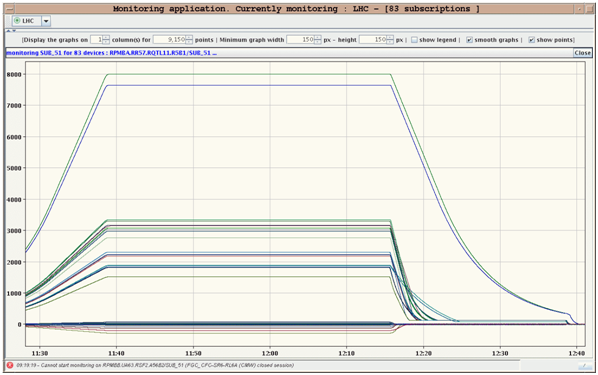 Monitoring application. Currently monitoring : LHC - [83 subscriptions ]
LHC
|Display the graphs on 1 column(s) for 9,150 points | Minimum graph width 150 px - height 150 px | show legend | smooth graphs | show points|
monitoring SUB_51 for 83 devices : RPMBA.RR57.RQTL11.R5B1/SUB_51 ... Close
8000
7000
6000
5000
4000
3000
2000
1000
0
11:30 11:40 11:50 12:00 12:10 12:20 12:30 12:40
09:19:19 - Cannot start monitoring on RPMBB.UA63.RSF2.A56B2/SUB_51 (FGC_CFC-SR6-RL6A (CMW) closed session)